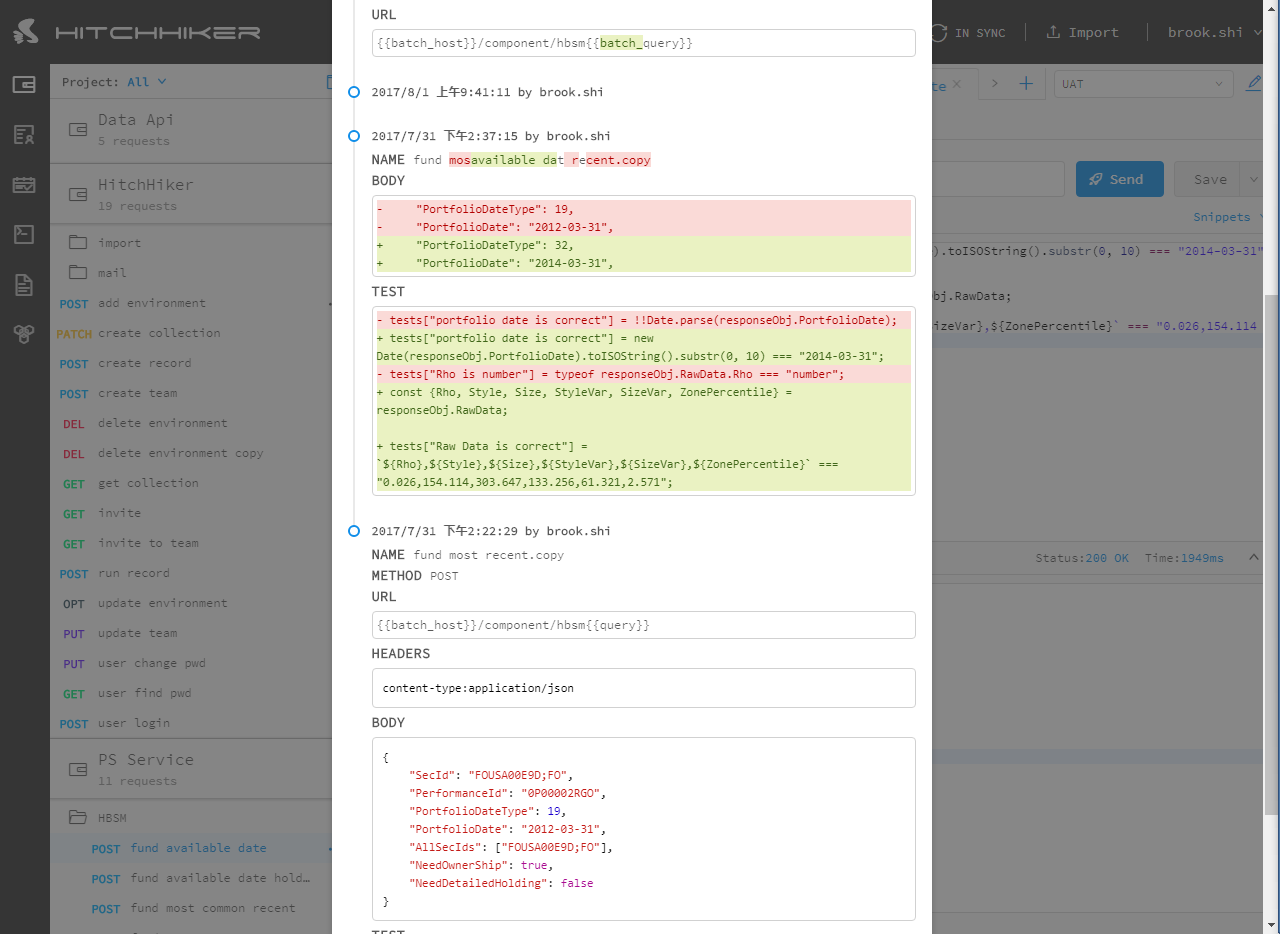 HITCHHIKER
IN SYNC
Import
brook.shi
Project: All
Data Api
5 requests
HitchHiker
19 requests
import
mail
POST add environment
PATCH create collection
POST create record
POST create team
DEL delete environment
DEL delete environment copy
GET get collection
GET invite
GET invite to team
POST run record
OPT update environment
PUT update team
PUT user change pwd
GET user find pwd
POST user login
PS Service
11 requests
HBSM
POST fund available date
POST fund available date hold…
POST fund most common recent
URL
{{batch_host}}/component/hbsm{{batch_query}}
2017/8/1 上午9:41:11 by brook.shi
2017/7/31 下午2:37:15 by brook.shi
NAME fund mosavailable dat recent.copy
BODY
-     "PortfolioDateType": 19,
-     "PortfolioDate": "2012-03-31",
+     "PortfolioDateType": 32,
+     "PortfolioDate": "2014-03-31",
TEST
- tests["portfolio date is correct"] = !!Date.parse(responseObj.PortfolioDate);
+ tests["portfolio date is correct"] = new
Date(responseObj.PortfolioDate).toISOString().substr(0, 10) === "2014-03-31";
- tests["Rho is number"] = typeof responseObj.RawData.Rho === "number";
+ const {Rho, Style, Size, StyleVar, SizeVar, ZonePercentile} =
responseObj.RawData;
+ tests["Raw Data is correct"] =
`${Rho},${Style},${Size},${StyleVar},${SizeVar},${ZonePercentile}` ===
"0.026,154.114,303.647,133.256,61.321,2.571";
2017/7/31 下午2:22:29 by brook.shi
NAME fund most recent.copy
METHOD POST
URL
{{batch_host}}/component/hbsm{{query}}
HEADERS
content-type:application/json
BODY
{
    "SecId": "FOUSA00E9D;FO",
    "PerformanceId": "0P00002RGO",
    "PortfolioDateType": 19,
    "PortfolioDate": "2012-03-31",
    "AllSecIds": ["FOUSA00E9D;FO"],
    "NeedOwnerShip": true,
    "NeedDetailedHolding": false
}
te
UAT
Send
Save
Snippets
).toISOString().substr(0, 10) === "2014-03-31"
bj.RawData;
sizeVar},${ZonePercentile}` === "0.026,154.114
Status:200 OK Time:1949ms